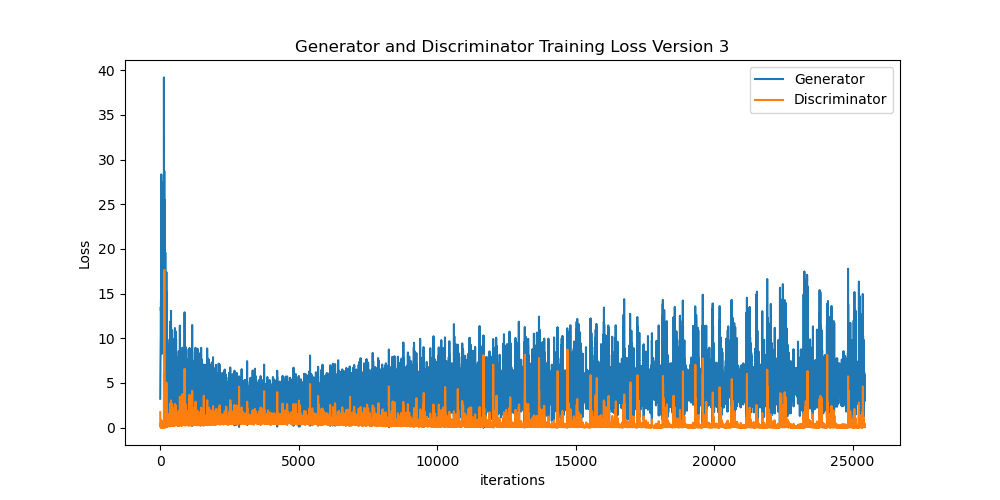 Generator and Discriminator Training Loss Version 3
Generator
Discriminator
40
35
30
25
20
15
10
5
0
Loss
0 5000 10000 15000 20000 25000
iterations